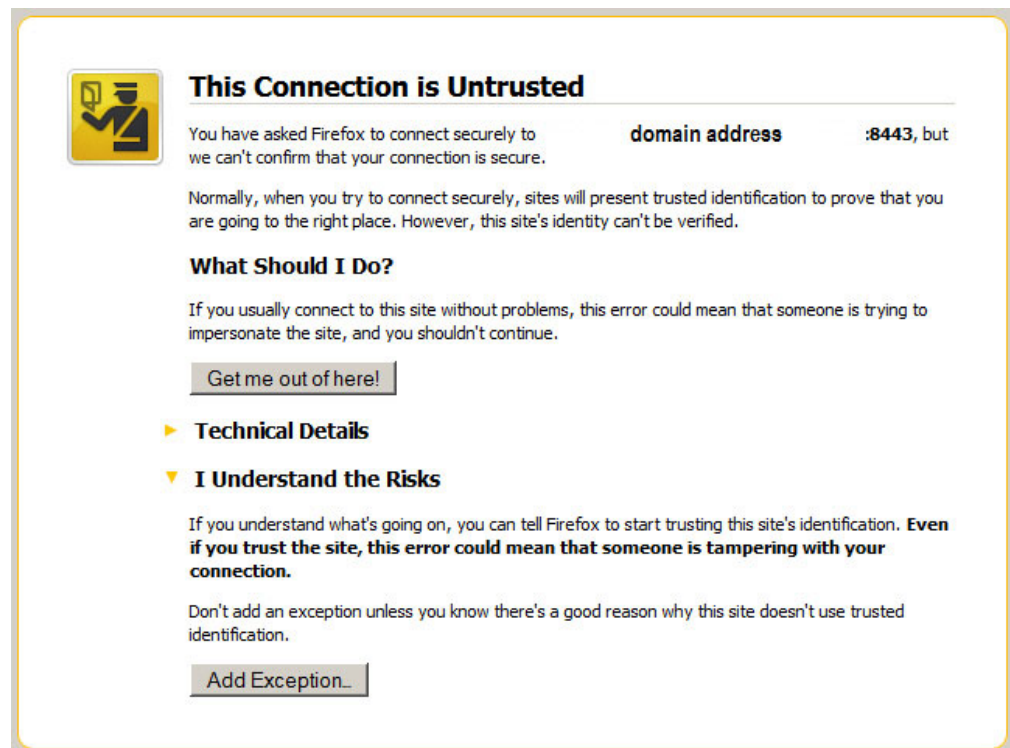 This Connection is Untrusted
You have asked Firefox to connect securely to domain address :8443, but
we can't confirm that your connection is secure.
Normally, when you try to connect securely, sites will present trusted identification to prove that you
are going to the right place. However, this site's identity can't be verified.
What Should I Do?
If you usually connect to this site without problems, this error could mean that someone is trying to
impersonate the site, and you shouldn't continue.
Get me out of here!
Technical Details
I Understand the Risks
If you understand what's going on, you can tell Firefox to start trusting this site's identification. Even
if you trust the site, this error could mean that someone is tampering with your
connection.
Don't add an exception unless you know there's a good reason why this site doesn't use trusted
identification.
Add Exception...